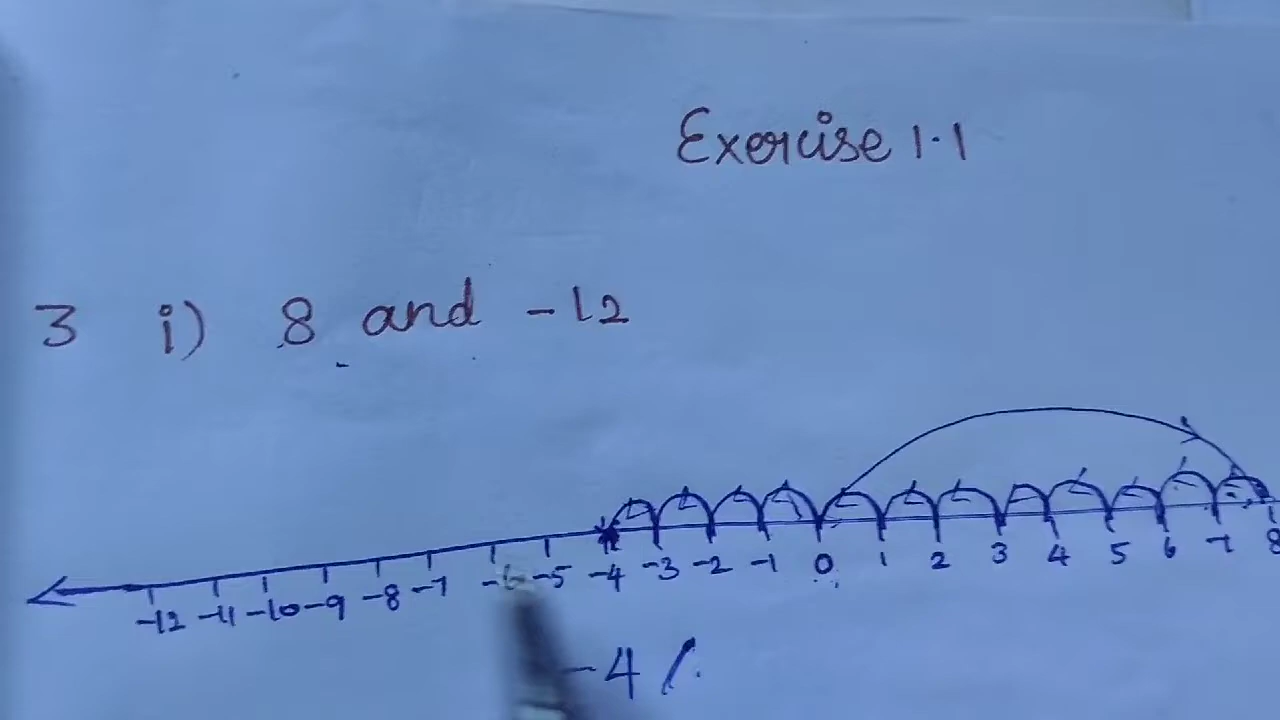 Exercise 1.1
3 i) 8 and -12
-12 -11 -10 -9 -8 -7 -6 -5 -4 -3 -2 -1 0 1 2 3 4 5 6 7 8
-4